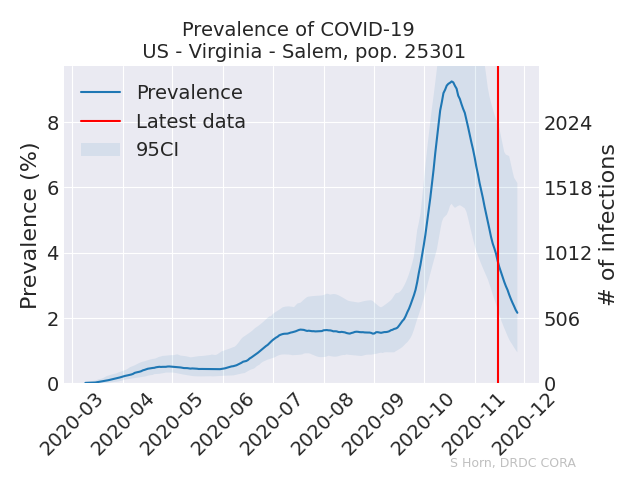 Prevalence of COVID-19
US - Virginia - Salem, pop. 25301
Prevalence
Latest data
95CI
Prevalence (%)
8
6
4
2
0
2024
1518
1012
506
0
# of infections
2020-03
2020-04
2020-05
2020-06
2020-07
2020-08
2020-09
2020-10
2020-11
2020-12
S Horn, DRDC CORA